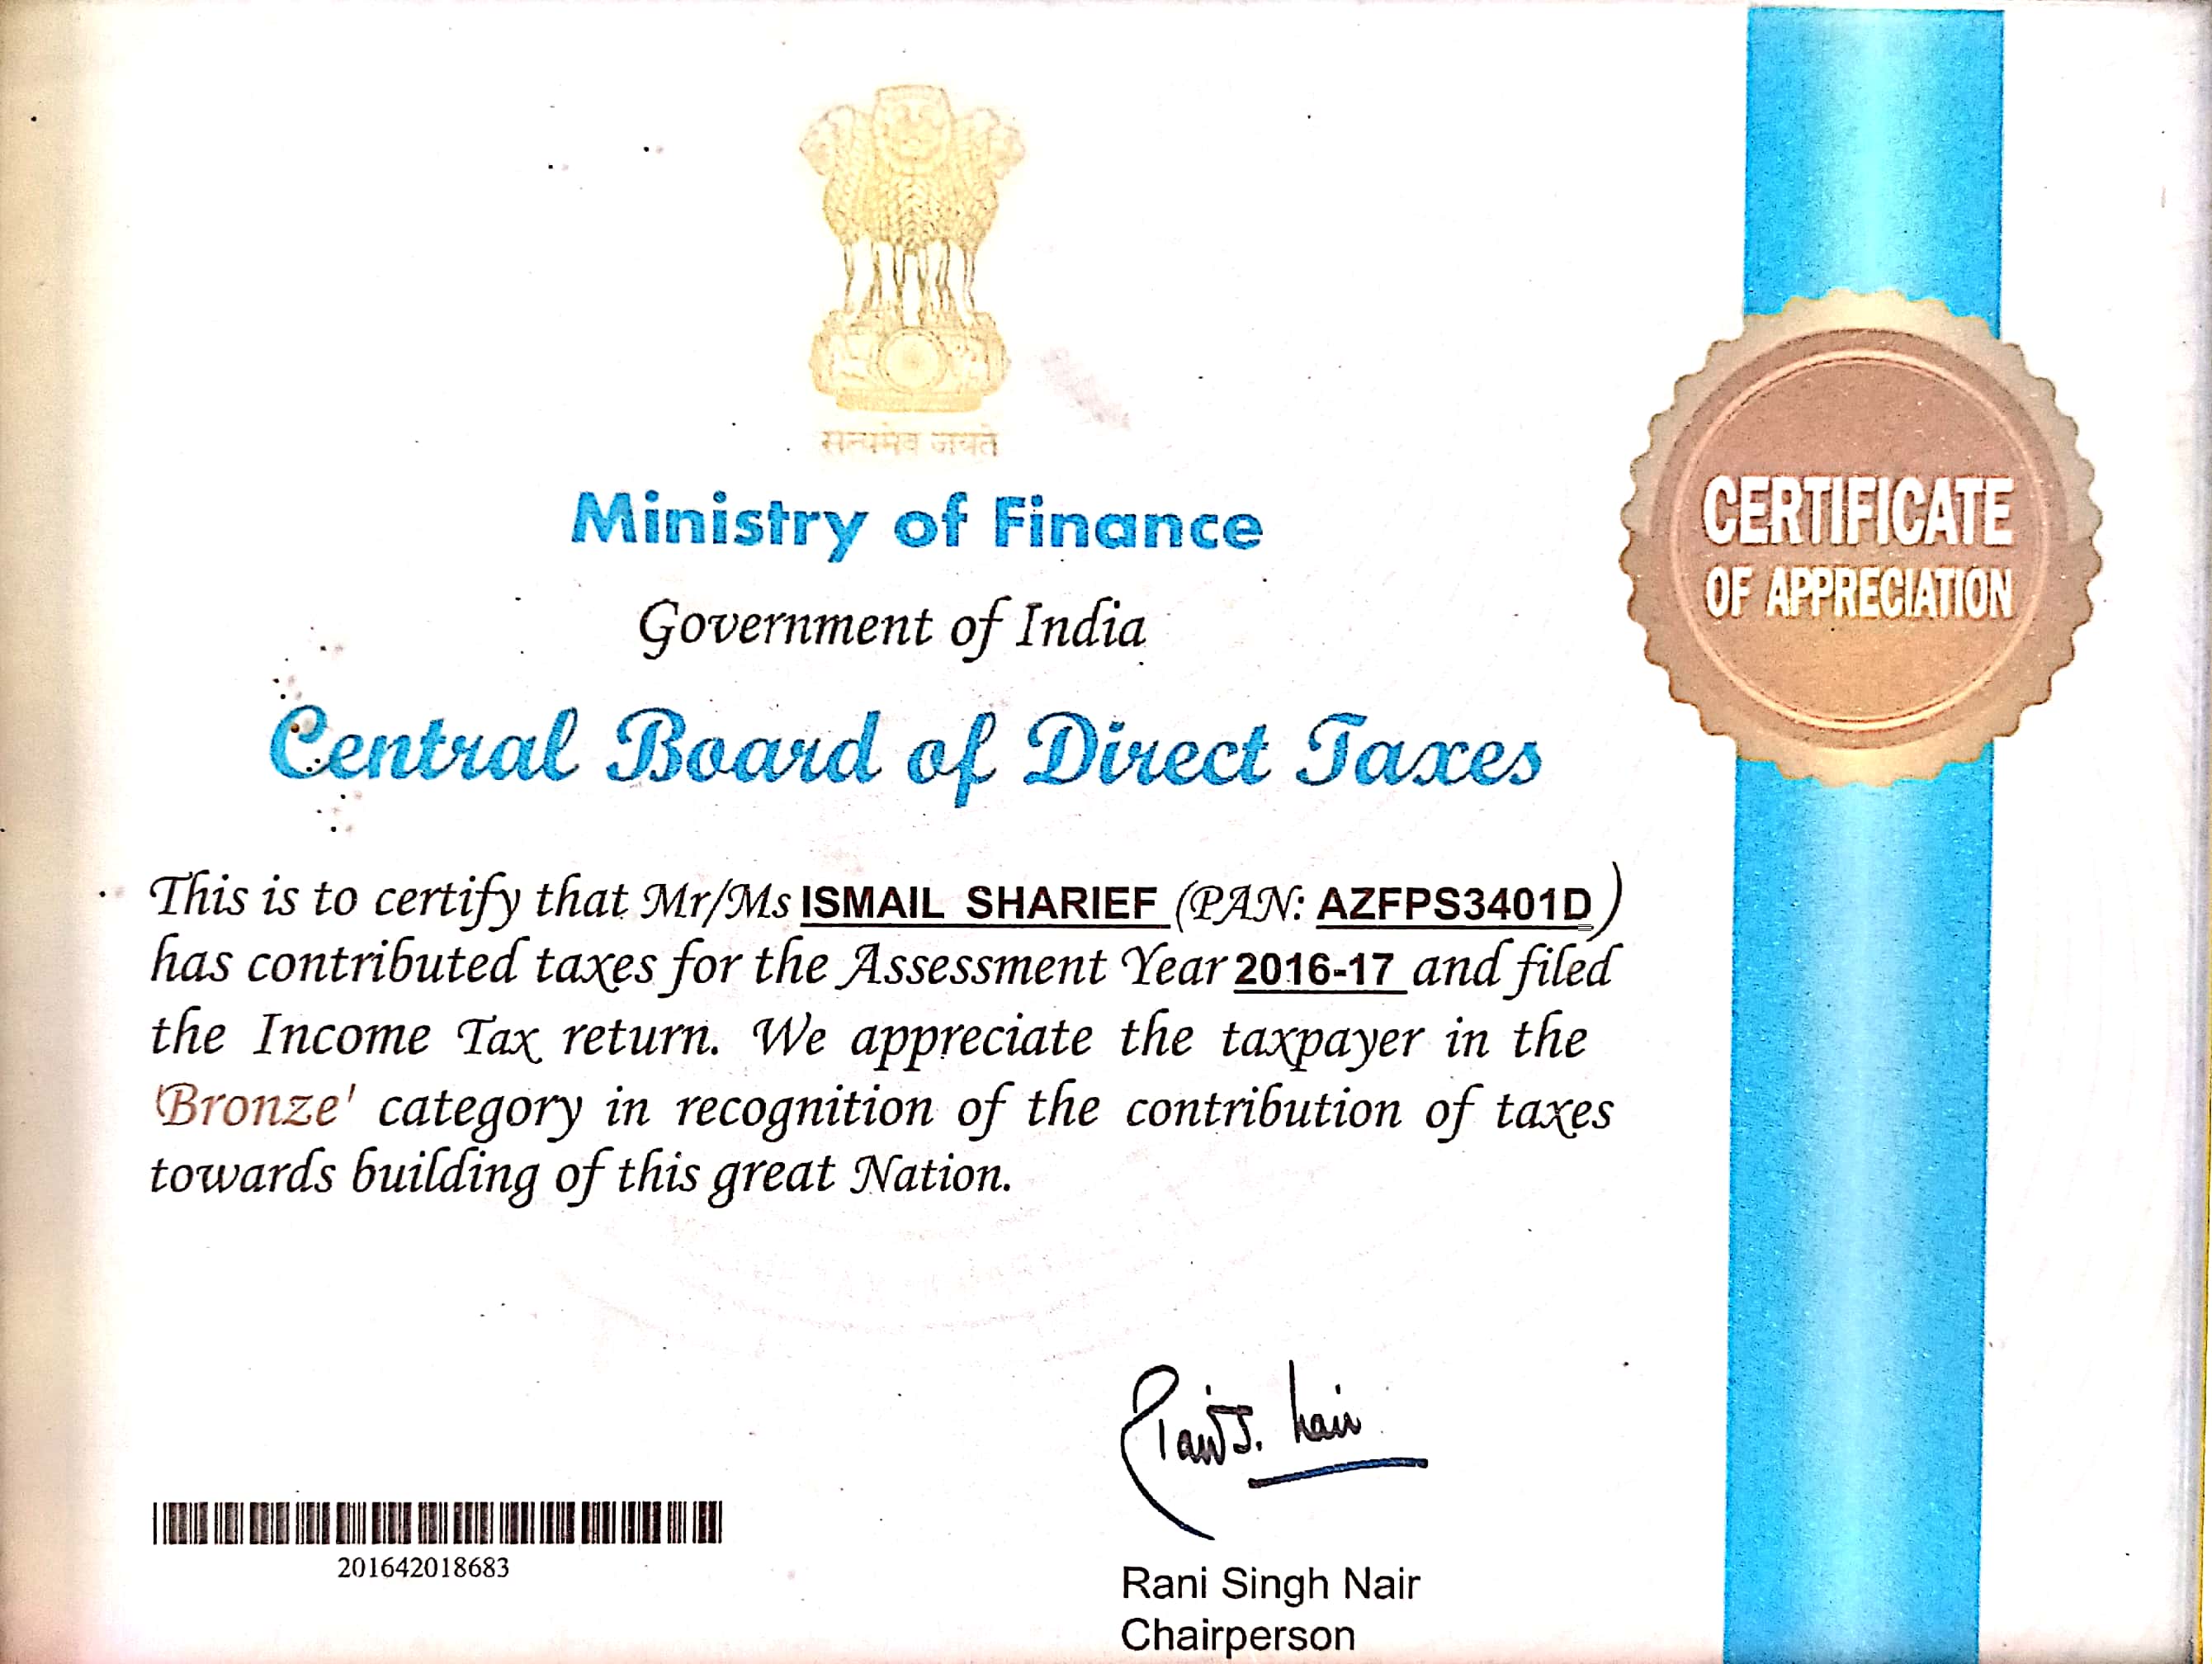 सत्यमेव जयते
Ministry of Finance
Government of India
Central Board of Direct Taxes
CERTIFICATE
OF APPRECIATION
This is to certify that Mr/Ms ISMAIL SHARIEF (PAN: AZFPS3401D)
has contributed taxes for the Assessment Year 2016-17 and filed
the Income Tax return. We appreciate the taxpayer in the
'Bronze' category in recognition of the contribution of taxes
towards building of this great Nation.
Rani S. Nair
201642018683
Rani Singh Nair
Chairperson